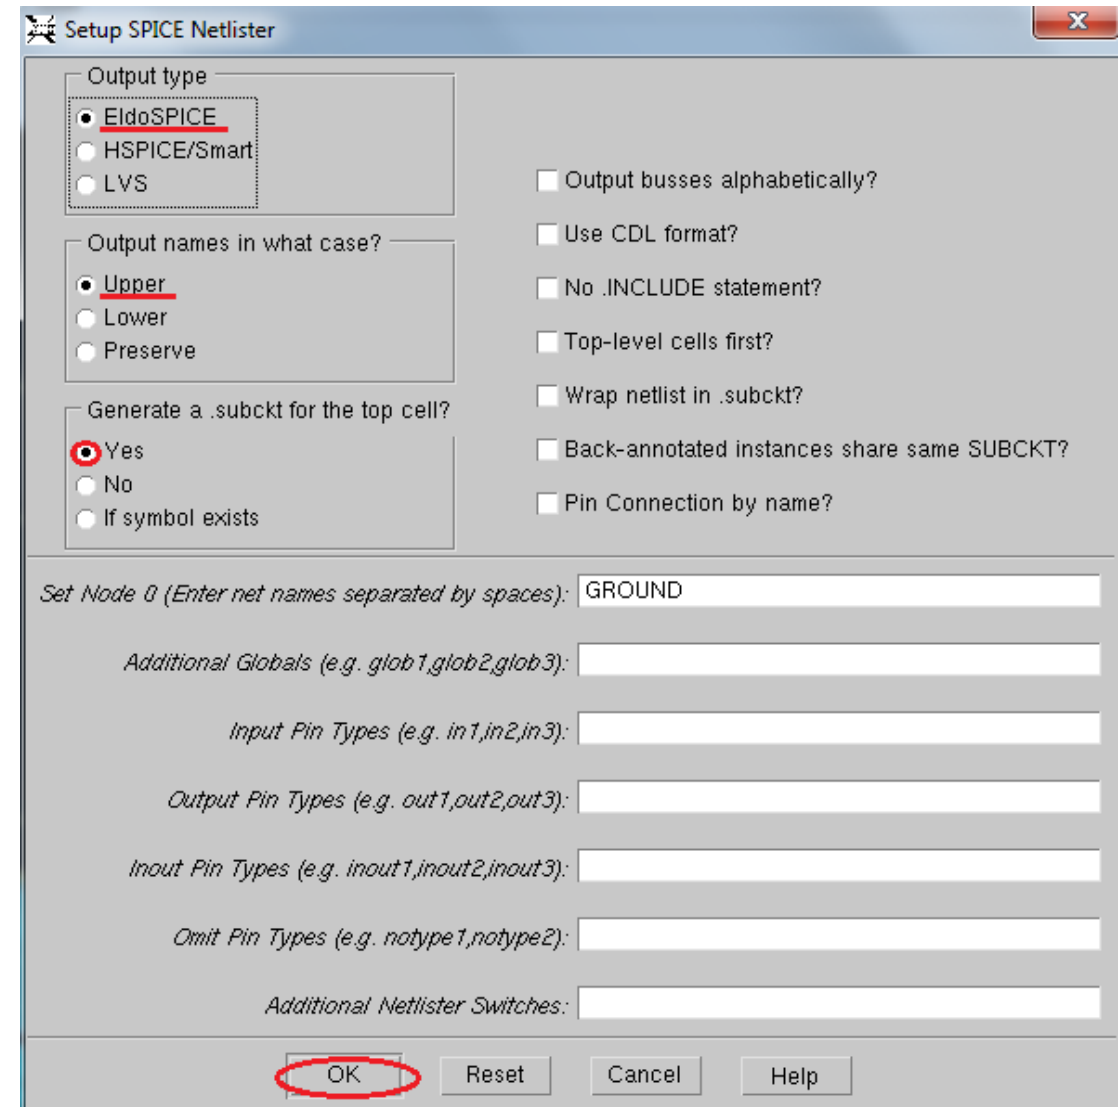 Setup SPICE Netlister
x
Output type
EldoSPICE
HSPICE/Smart
LVS
Output names in what case?
Upper
Lower
Preserve
Generate a .subckt for the top cell?
Yes
No
If symbol exists
Output busses alphabetically?
Use CDL format?
No .INCLUDE statement?
Top-level cells first?
Wrap netlist in .subckt?
Back-annotated instances share same SUBCKT?
Pin Connection by name?
Set Node 0 (Enter net names separated by spaces): GROUND
Additional Globals (e.g. glob1,glob2,glob3):
Input Pin Types (e.g. in1,in2,in3):
Output Pin Types (e.g. out1,out2,out3):
Inout Pin Types (e.g. inout1,inout2,inout3):
Omit Pin Types (e.g. notype1,notype2):
Additional Netlister Switches:
OK Reset Cancel Help